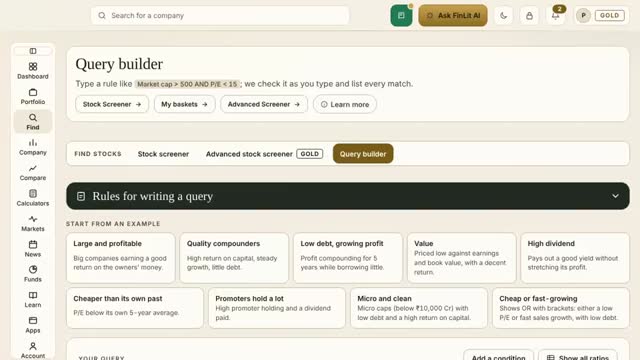 Search for a company
Ask FinLit AI
2
P
GOLD
Dashboard
Portfolio
Find
Company
Compare
Calculators
Markets
News
Funds
Learn
Apps
Account
Query builder
Type a rule like Market cap > 500 AND P/E < 15; we check it as you type and list every match.
Stock Screener →
My baskets →
Advanced Screener →
Learn more
FIND STOCKS
Stock screener
Advanced stock screener GOLD
Query builder
Rules for writing a query
START FROM AN EXAMPLE
Large and profitable
Big companies earning a good
return on the owners' money.
Quality compounders
High return on capital, steady
growth, little debt.
Low debt, growing profit
Profit compounding for 5
years while borrowing little.
Value
Priced low against earnings
and book value, with a decent
return.
High dividend
Pays out a good yield without
stretching its profit.
Cheaper than its own past
P/E below its own 5-year average.
Promoters hold a lot
High promoter holding and a dividend
paid.
Micro and clean
Micro caps (below ₹10,000 Cr) with
low debt and a high return on capital.
Cheap or fast-growing
Shows OR with brackets: either a low
P/E or fast sales growth, with low debt.
YOUR QUERY
Add a condition
Show all ratios